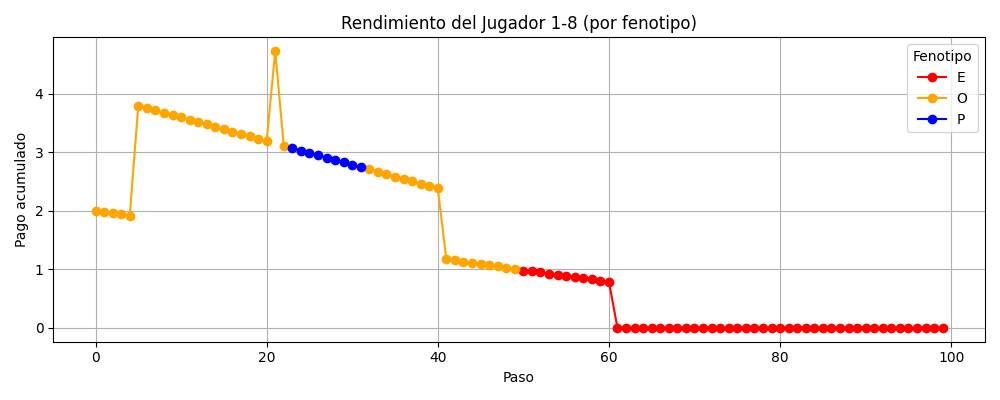 Rendimiento del Jugador 1-8 (por fenotipo)
Pago acumulado
4
3
2
1
0
Fenotipo
E
O
P
0 20 40 60 80 100
Paso